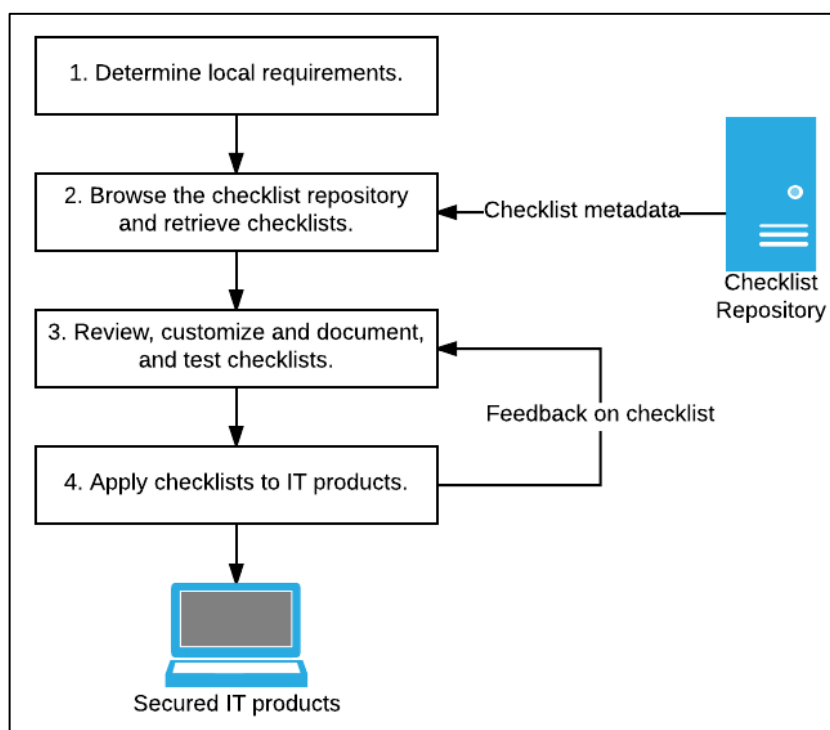 1. Determine local requirements.
2. Browse the checklist repository
and retrieve checklists.
Checklist metadata
Checklist
Repository
3. Review, customize and document,
and test checklists.
Feedback on checklist
4. Apply checklists to IT products.
Secured IT products